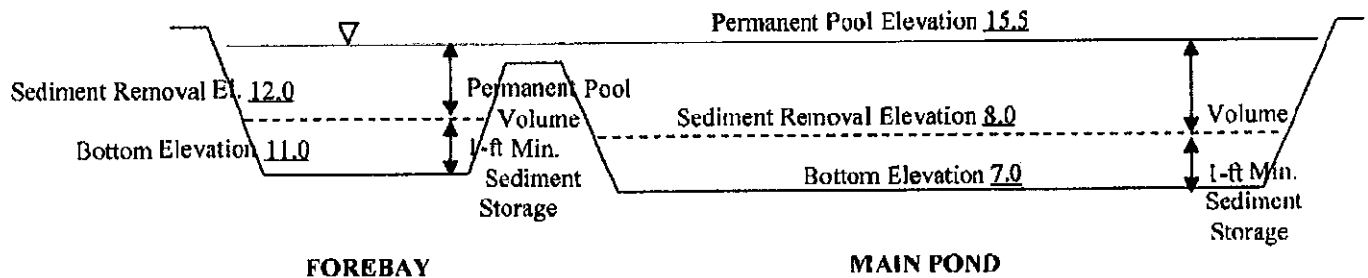 Permanent Pool Elevation 15.5
Sediment Removal El. 12.0
Permanent Pool
Volume
Sediment Removal Elevation 8.0
Volume
Bottom Elevation 11.0
1-ft Min.
Sediment
Storage
Bottom Elevation 7.0
1-ft Min.
Sediment
Storage
FOREBAY
MAIN POND